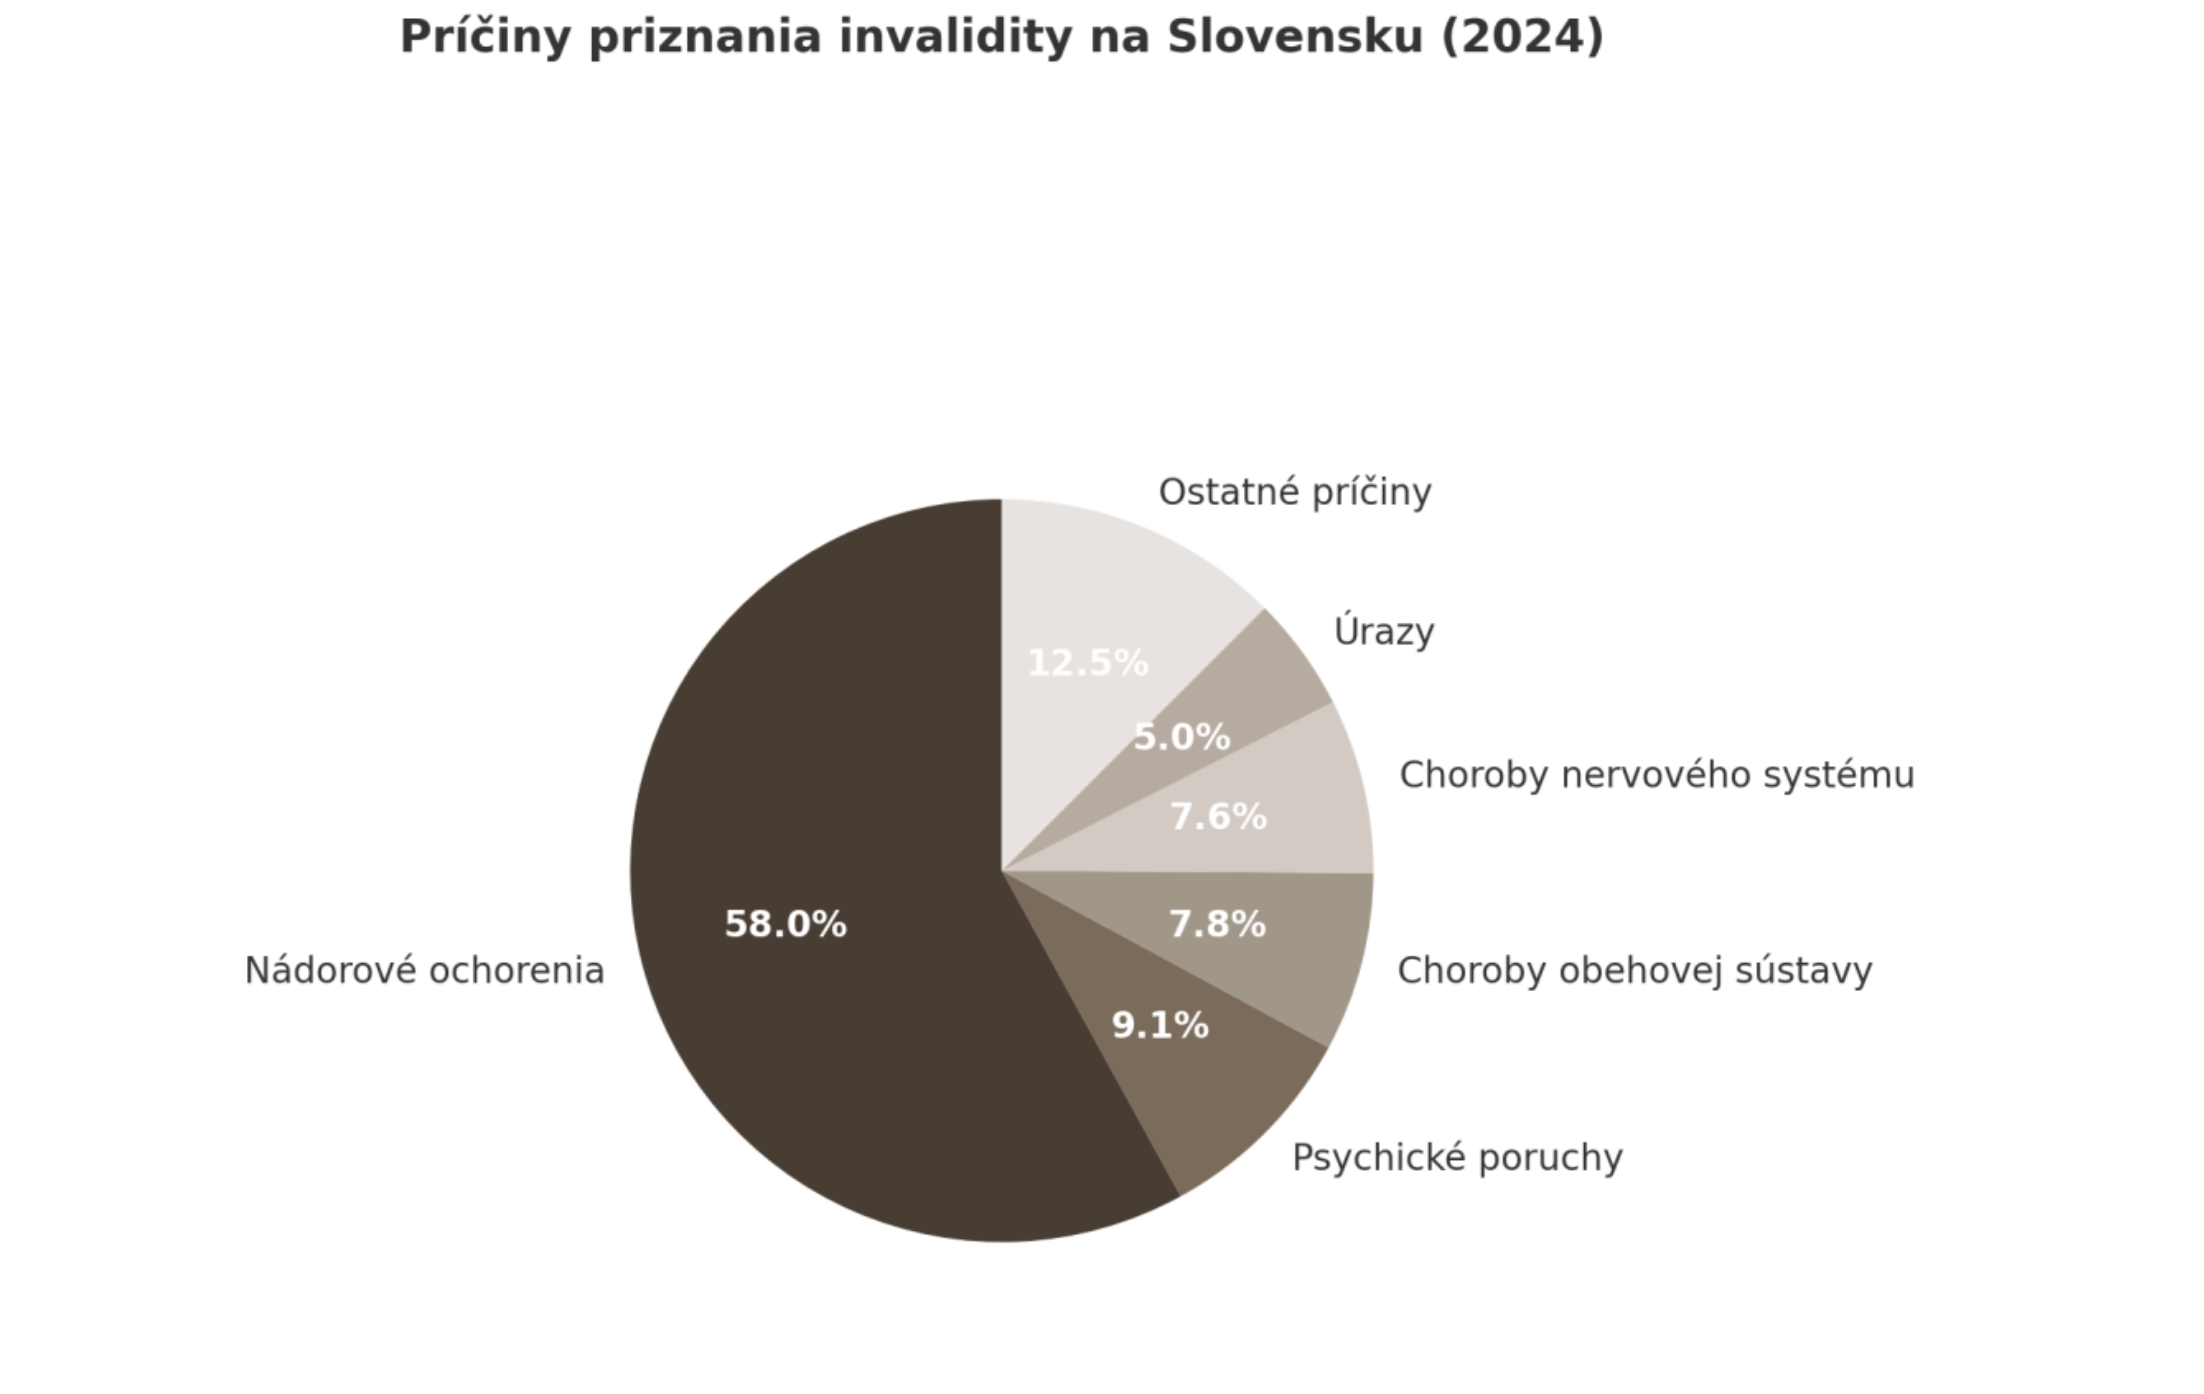 Príčiny priznania invalidity na Slovensku (2024)
Ostatné príčiny
Úrazy
12.5%
5.0%
Choroby nervového systému
7.6%
58.0%
7.8%
Nádorové ochorenia
Choroby obehovej sústavy
9.1%
Psychické poruchy